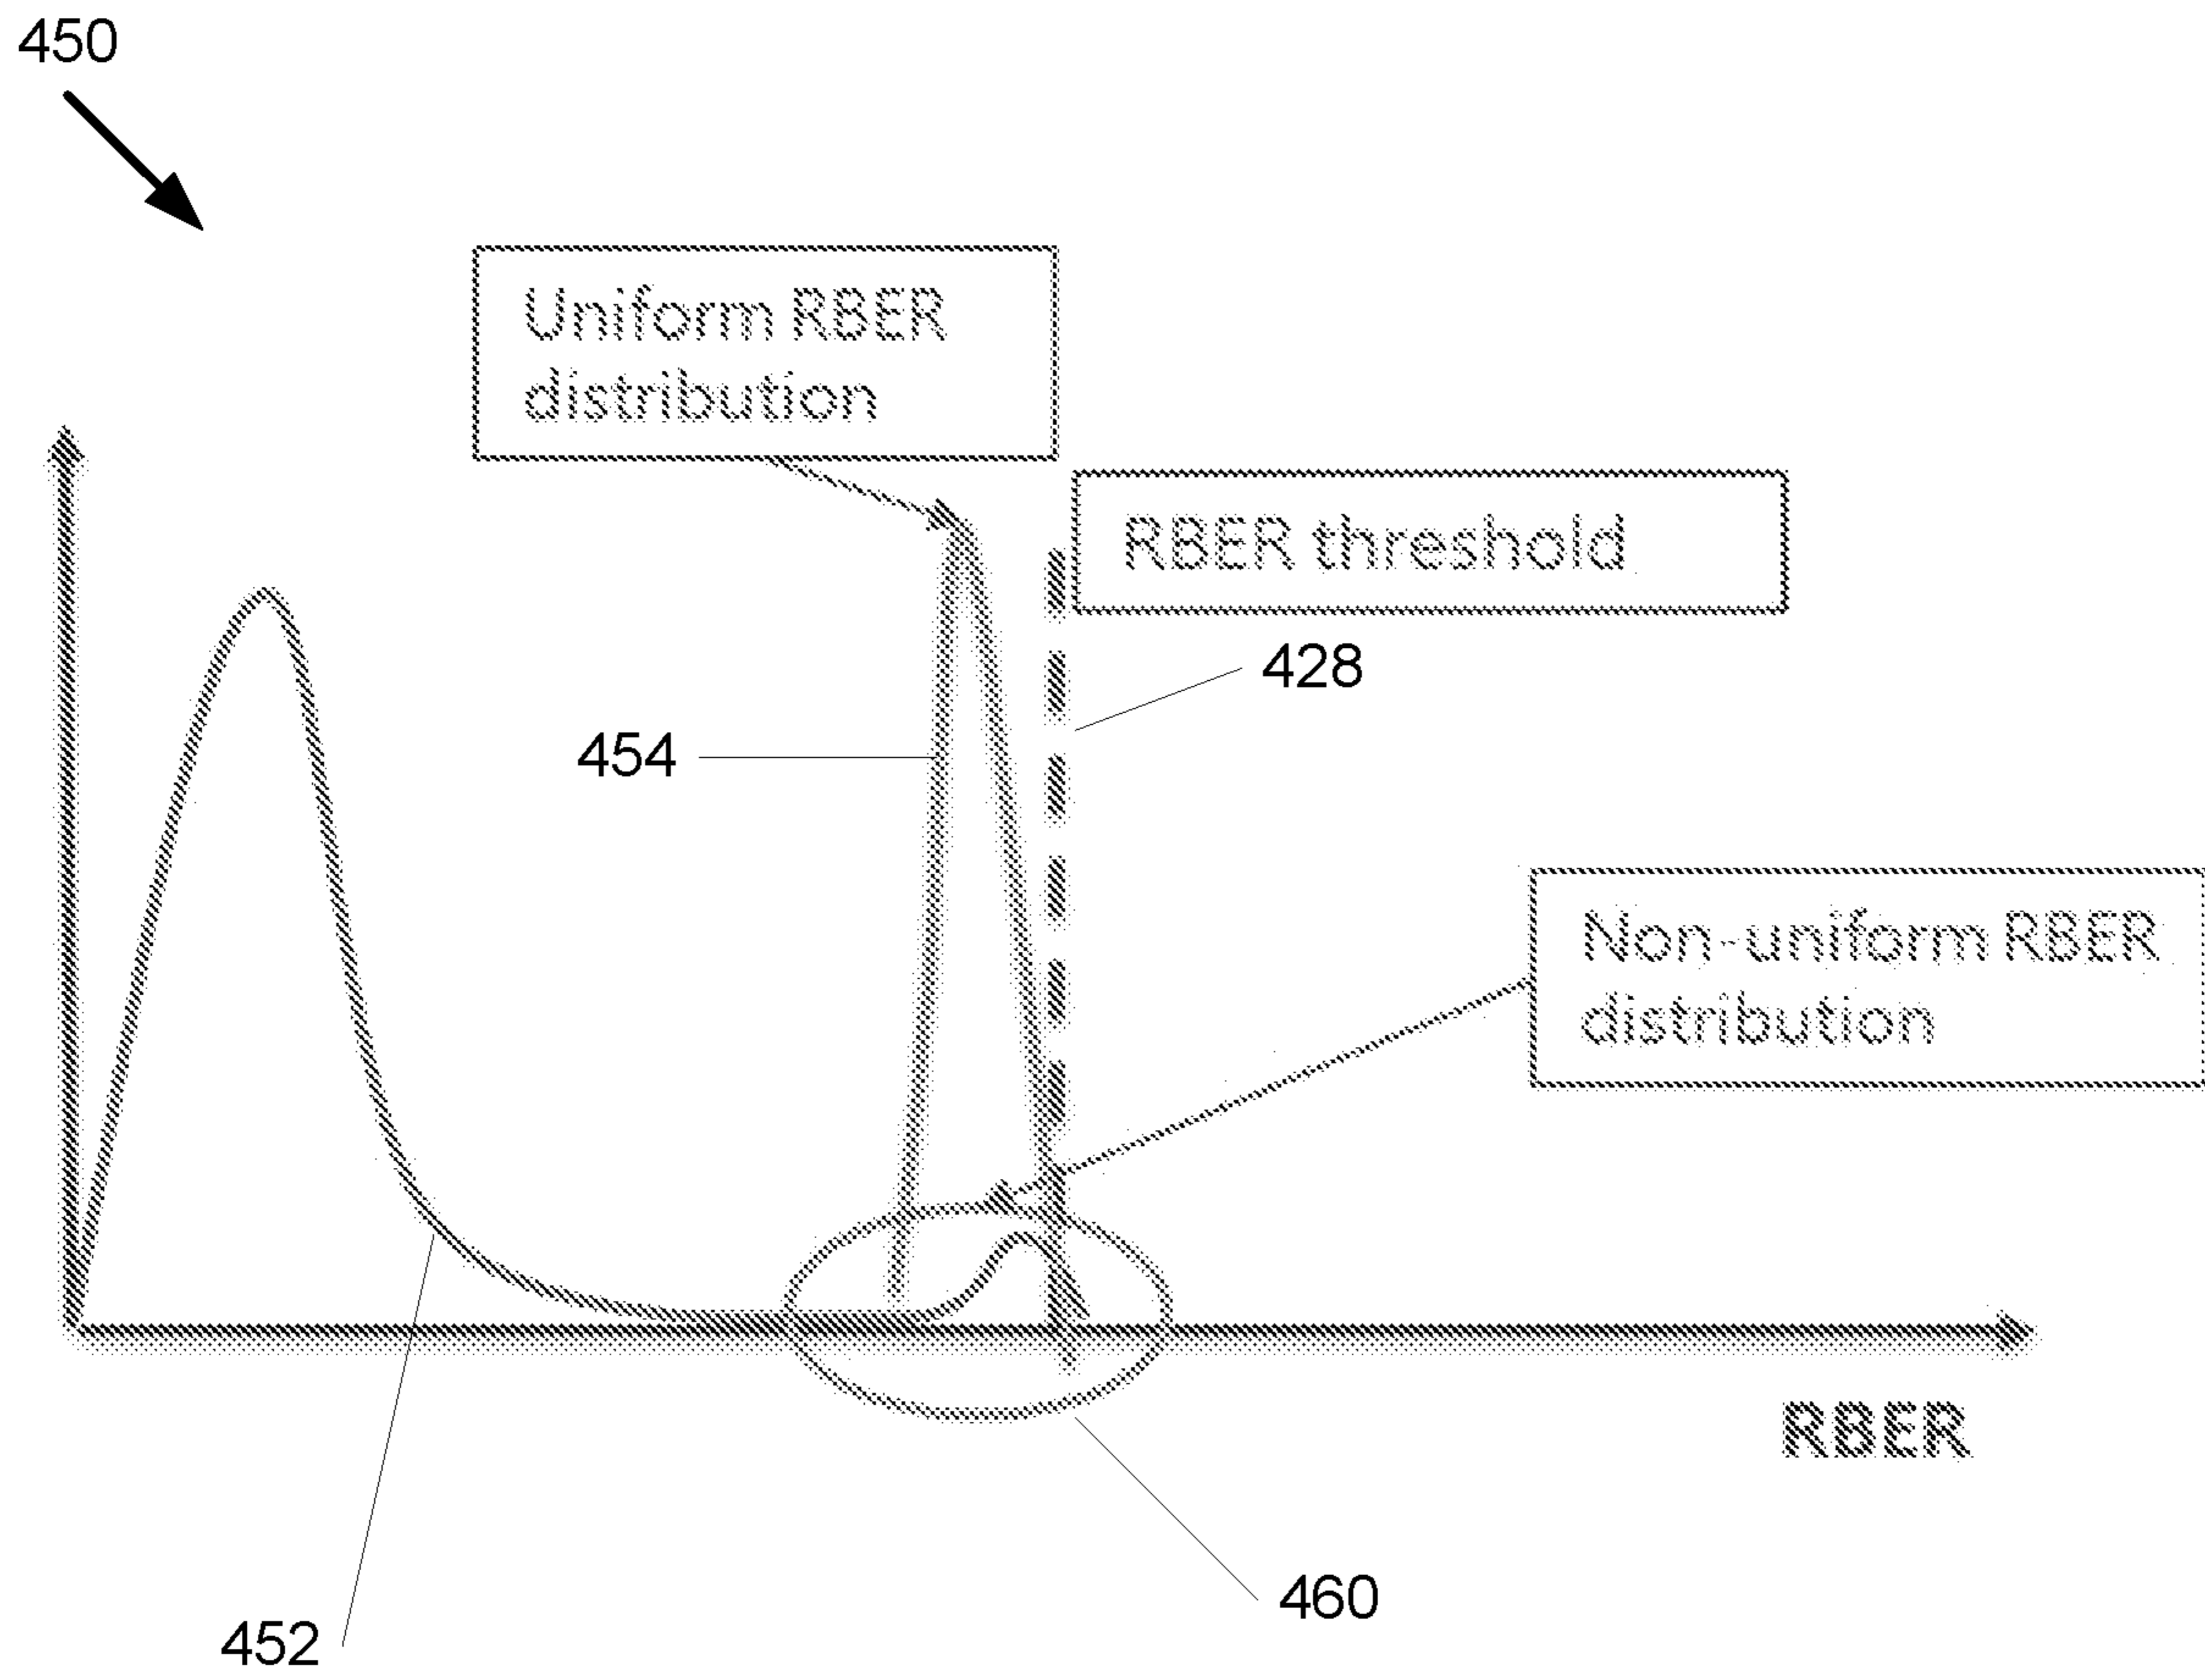 450
Uniform RBER
distribution
RBER threshold
428
454
Non-uniform RBER
distribution
RBER
460
452